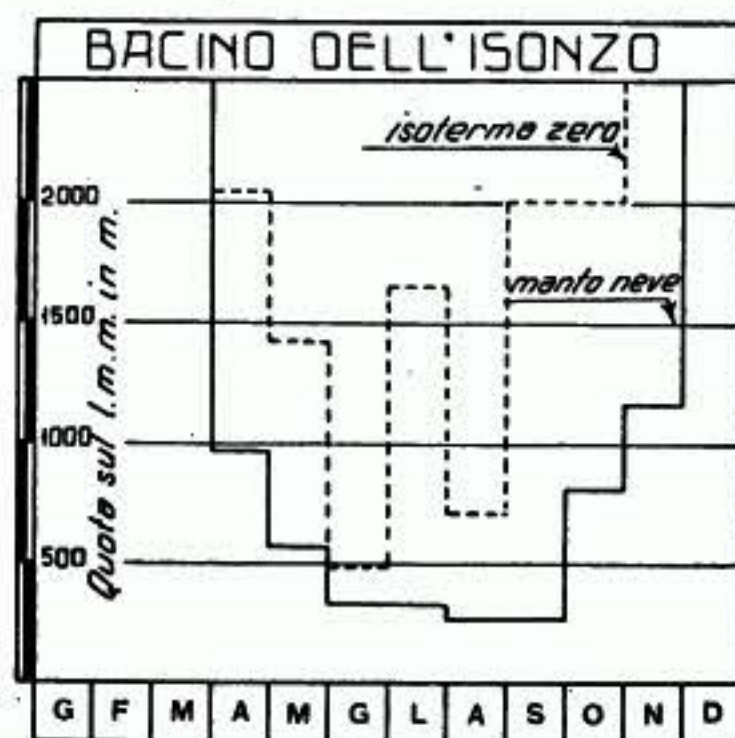 BACINO DELL'ISONZO
isoterma zero
2000
manto neve
1500
1000
500
Quota sul l.m.m. in m.
G F M A M G L A S O N D